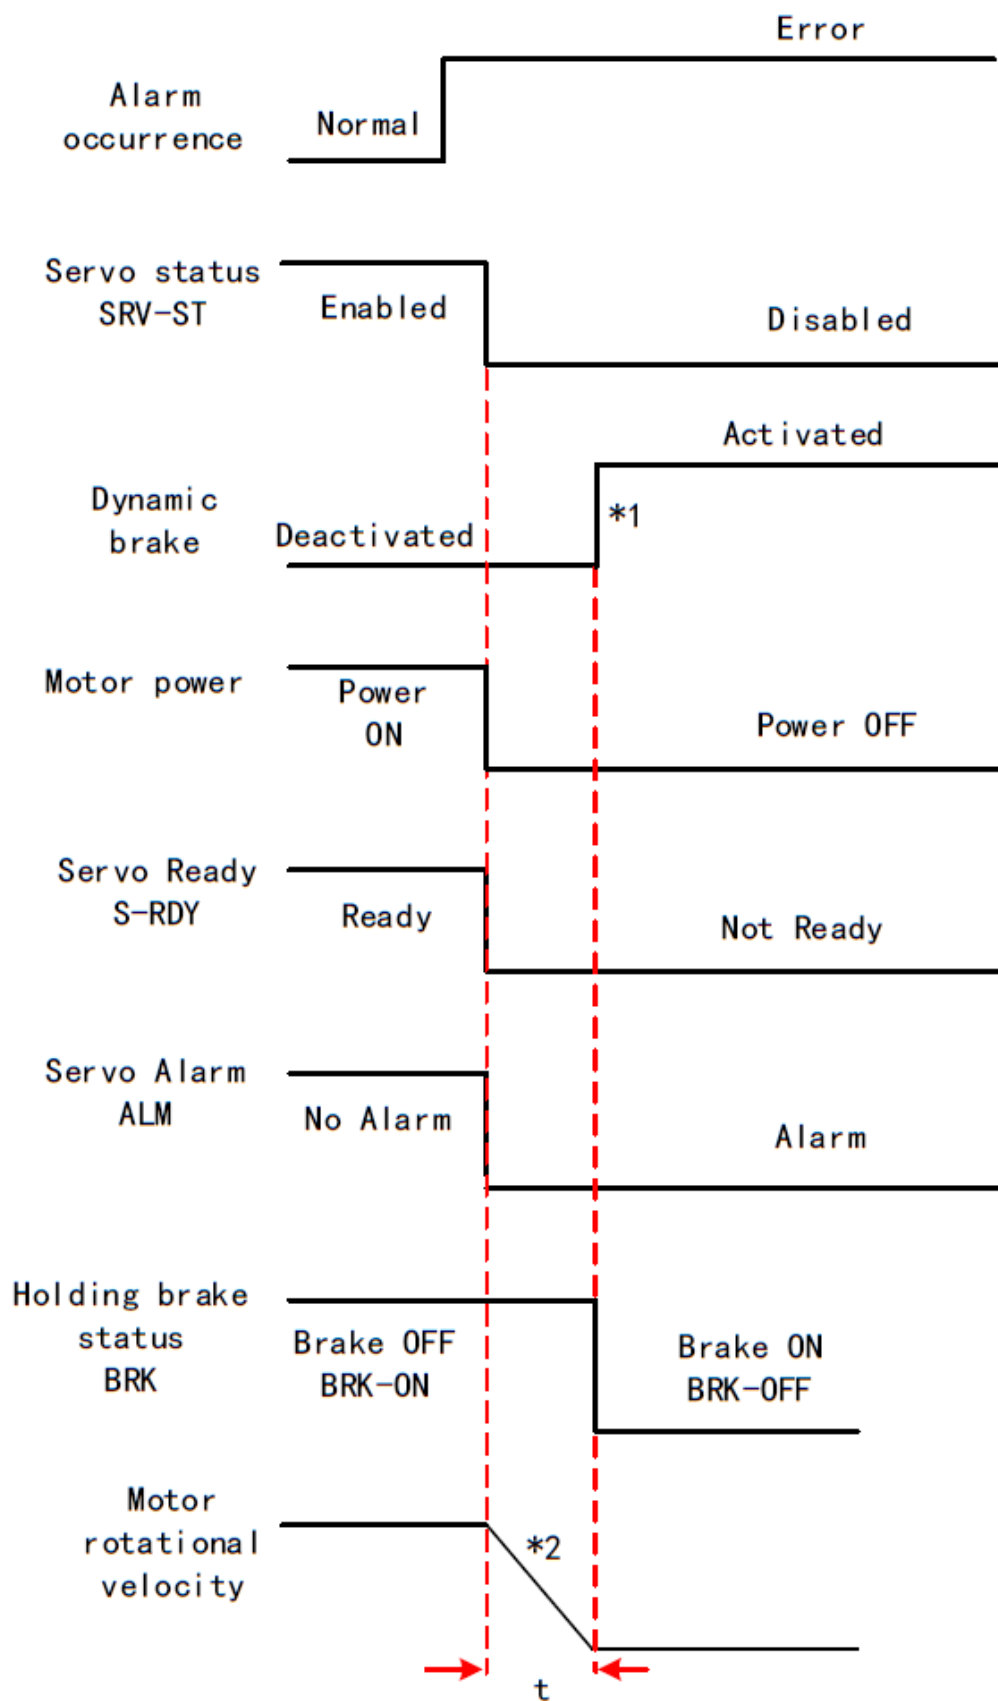 Error
Alarm
occurrence
Normal
Servo status
SRV-ST
Enabled
Disabled
Activated
Dynamic
brake
Deactivated
*1
Motor power
Power
ON
Power OFF
Servo Ready
S-RDY
Ready
Not Ready
Servo Alarm
ALM
No Alarm
Alarm
Holding brake
status
BRK
Brake OFF
BRK-ON
Brake ON
BRK-OFF
Motor
rotational
velocity
*2
t